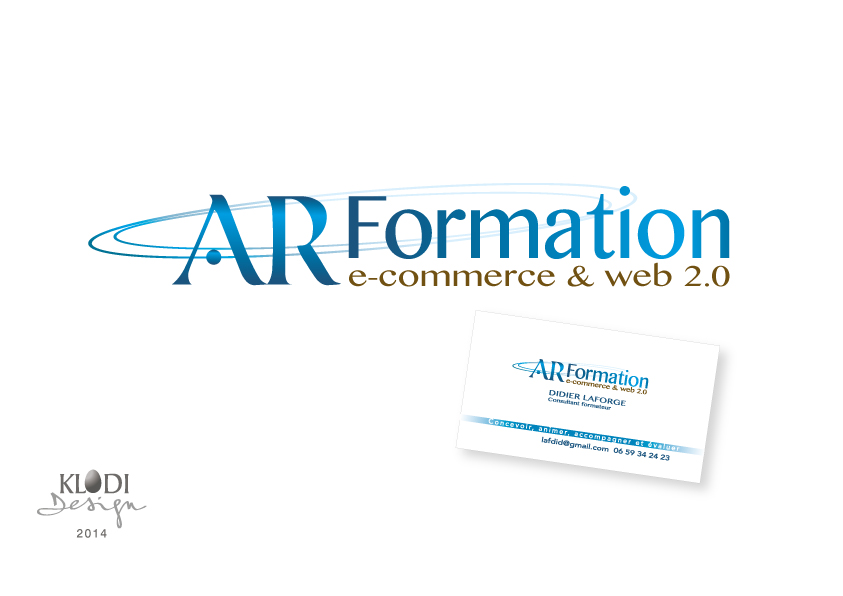 AR Formation
e-commerce & web 2.0
AR Formation
e-commerce & web 2.0
DIDIER LAFORGE
Consultant formateur
Concevoir, animer, accompagner et évaluer
lafdid@gmail.com 06 59 34 24 23
KLODI
Design
2014